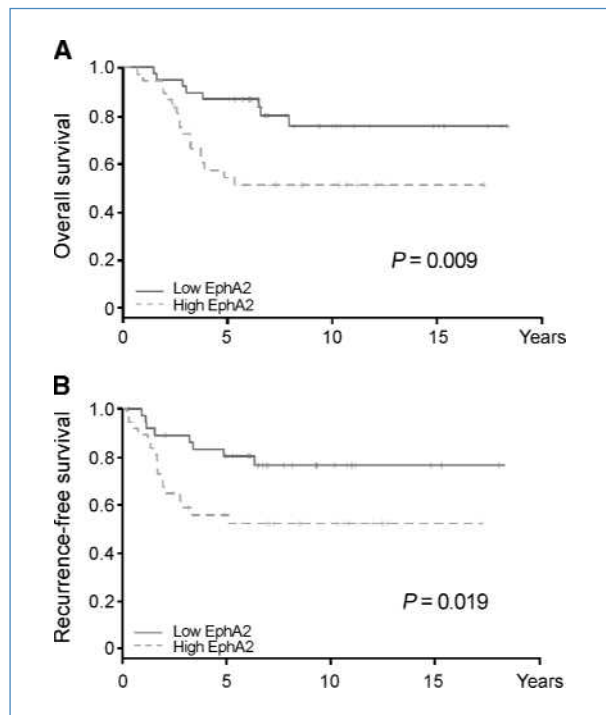 A
1.0
0.8
0.6
0.4
0.2
0
Overall survival
P = 0.009
Low EphA2
High EphA2
0 5 10 15 Years
B
1.0
0.8
0.6
0.4
0.2
0
Recurrence-free survival
P = 0.019
Low EphA2
High EphA2
0 5 10 15 Years